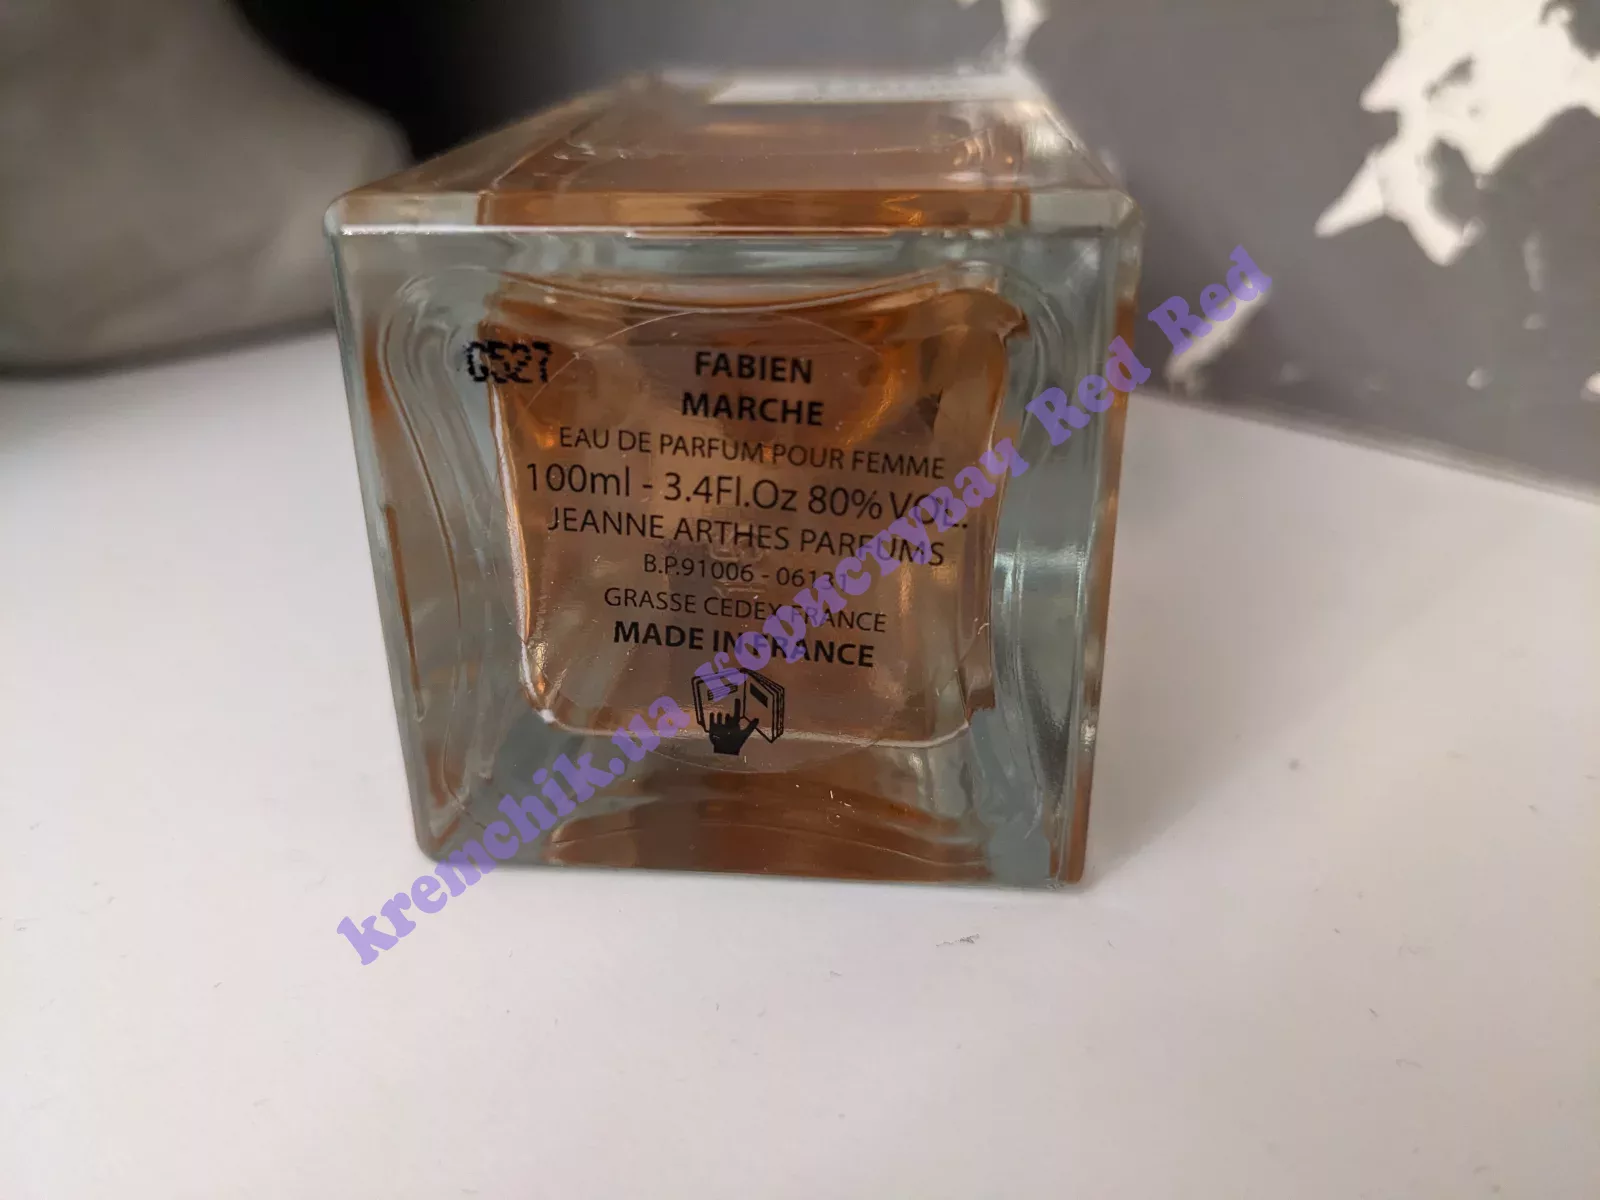 G527
FABIEN
MARCHE
EAU DE PARFUM POUR FEMME
100ml - 3.4Fl.Oz 80% VOL.
JEANNE ARTHES PARFUMS
B.P.91006 - 06131
GRASSE CEDEX FRANCE
MADE IN FRANCE
kremchik.ua користувач Red Red